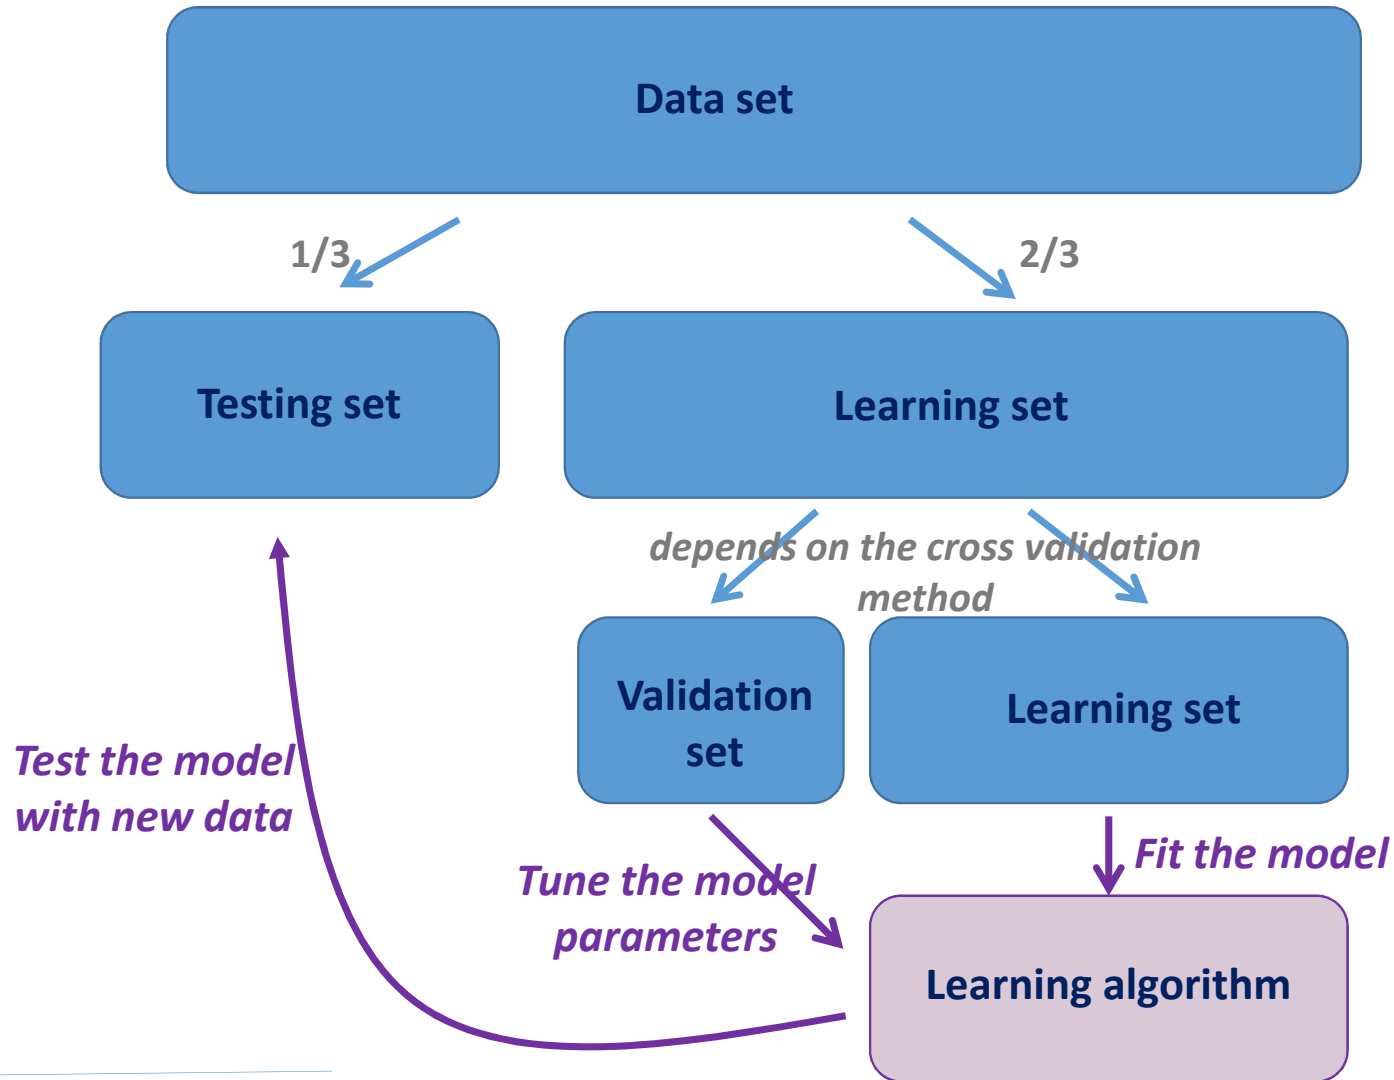 Data set
1/3
2/3
Testing set
Learning set
depends on the cross validation
method
Validation
set
Learning set
Test the model
with new data
Tune the model
parameters
Fit the model
Learning algorithm